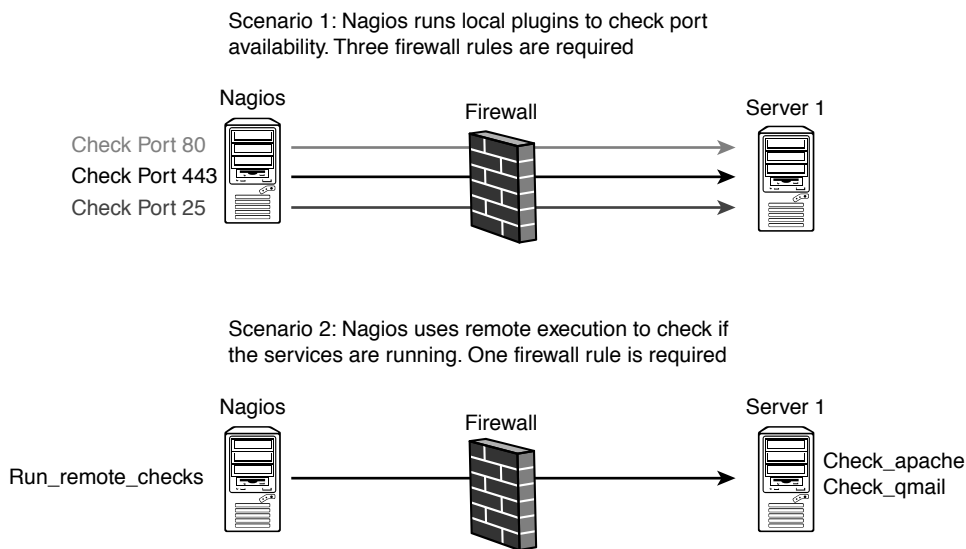 Scenario 1: Nagios runs local plugins to check port
availability. Three firewall rules are required
Nagios
Firewall
Server 1
Check Port 80
Check Port 443
Check Port 25
Scenario 2: Nagios uses remote execution to check if
the services are running. One firewall rule is required
Nagios
Firewall
Server 1
Run_remote_checks
Check_apache
Check_qmail